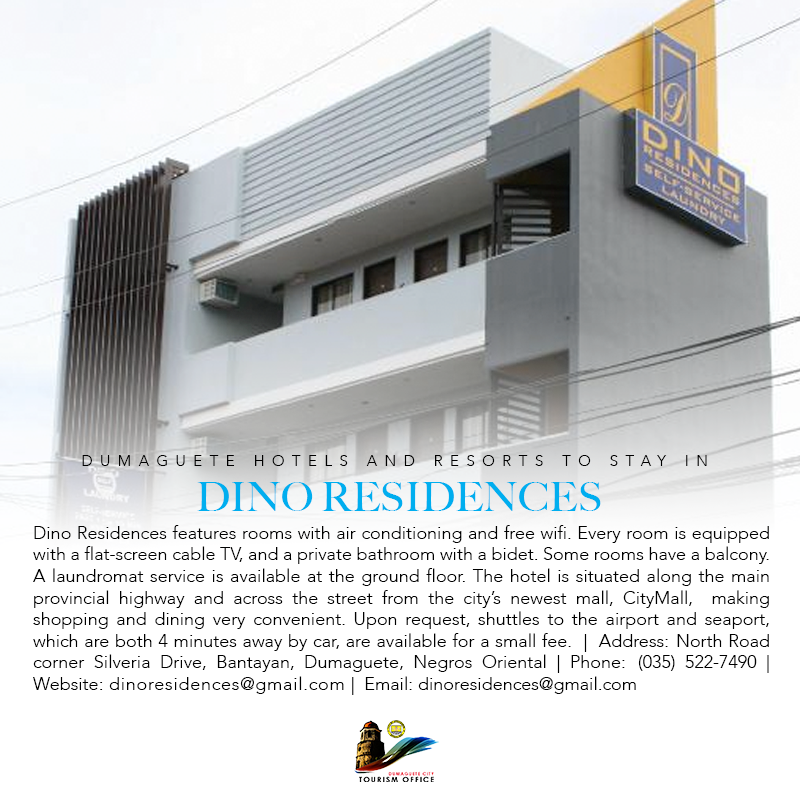 D
DINO
RESIDENCES
SELF-SERVICE
LAUNDRY
LAUNDRY
DUMAGUETE HOTELS AND RESORTS TO STAY IN
DINO RESIDENCES
Dino Residences features rooms with air conditioning and free wifi. Every room is equipped
with a flat-screen cable TV, and a private bathroom with a bidet. Some rooms have a balcony.
A laundromat service is available at the ground floor. The hotel is situated along the main
provincial highway and across the street from the city's newest mall, CityMall, making
shopping and dining very convenient. Upon request, shuttles to the airport and seaport,
which are both 4 minutes away by car, are available for a small fee. | Address: North Road
corner Silveria Drive, Bantayan, Dumaguete, Negros Oriental | Phone: (035) 522-7490 |
Website: dinoresidences@gmail.com | Email: dinoresidences@gmail.com
DUMAGUETE CITY
TOURISM OFFICE